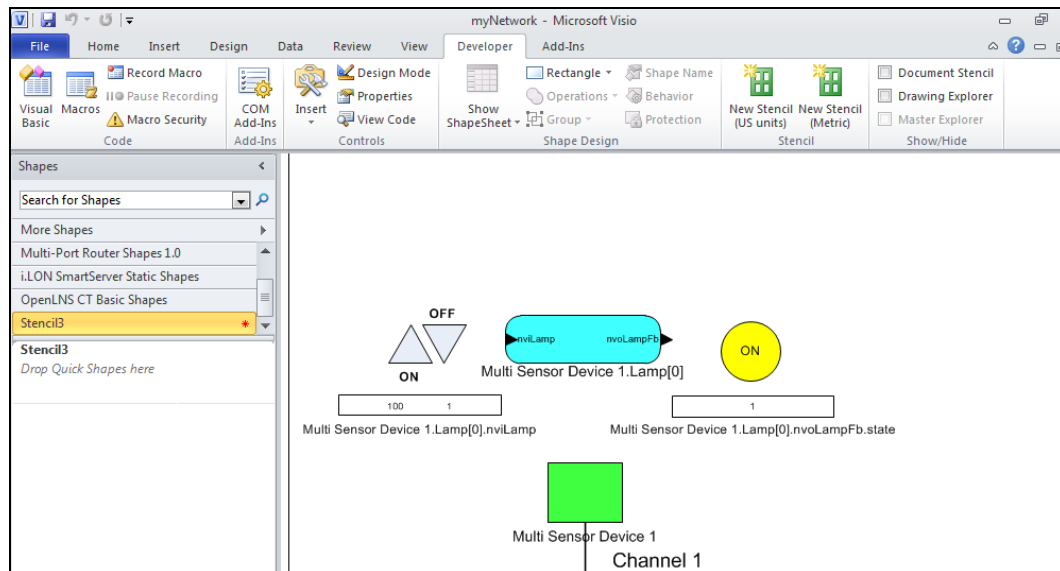 myNetwork - Microsoft Visio
File Home Insert Design Data Review View Developer Add-Ins
Visual Basic
Macros
Record Macro
Pause Recording
Macro Security
Code
COM Add-Ins
Add-Ins
Insert
Design Mode
Properties
View Code
Controls
Show ShapeSheet
Rectangle
Operations
Group
Shape Name
Behavior
Protection
Shape Design
New Stencil (US units)
New Stencil (Metric)
Stencil
Document Stencil
Drawing Explorer
Master Explorer
Show/Hide
Shapes
Search for Shapes
More Shapes
Multi-Port Router Shapes 1.0
i.LON SmartServer Static Shapes
OpenLNS CT Basic Shapes
Stencil3
Stencil3
Drop Quick Shapes here
OFF
ON
nviLamp nvoLampFb
Multi Sensor Device 1.Lamp[0]
ON
100 1
Multi Sensor Device 1.Lamp[0].nviLamp
1
Multi Sensor Device 1.Lamp[0].nvoLampFb.state
Multi Sensor Device 1
Channel 1